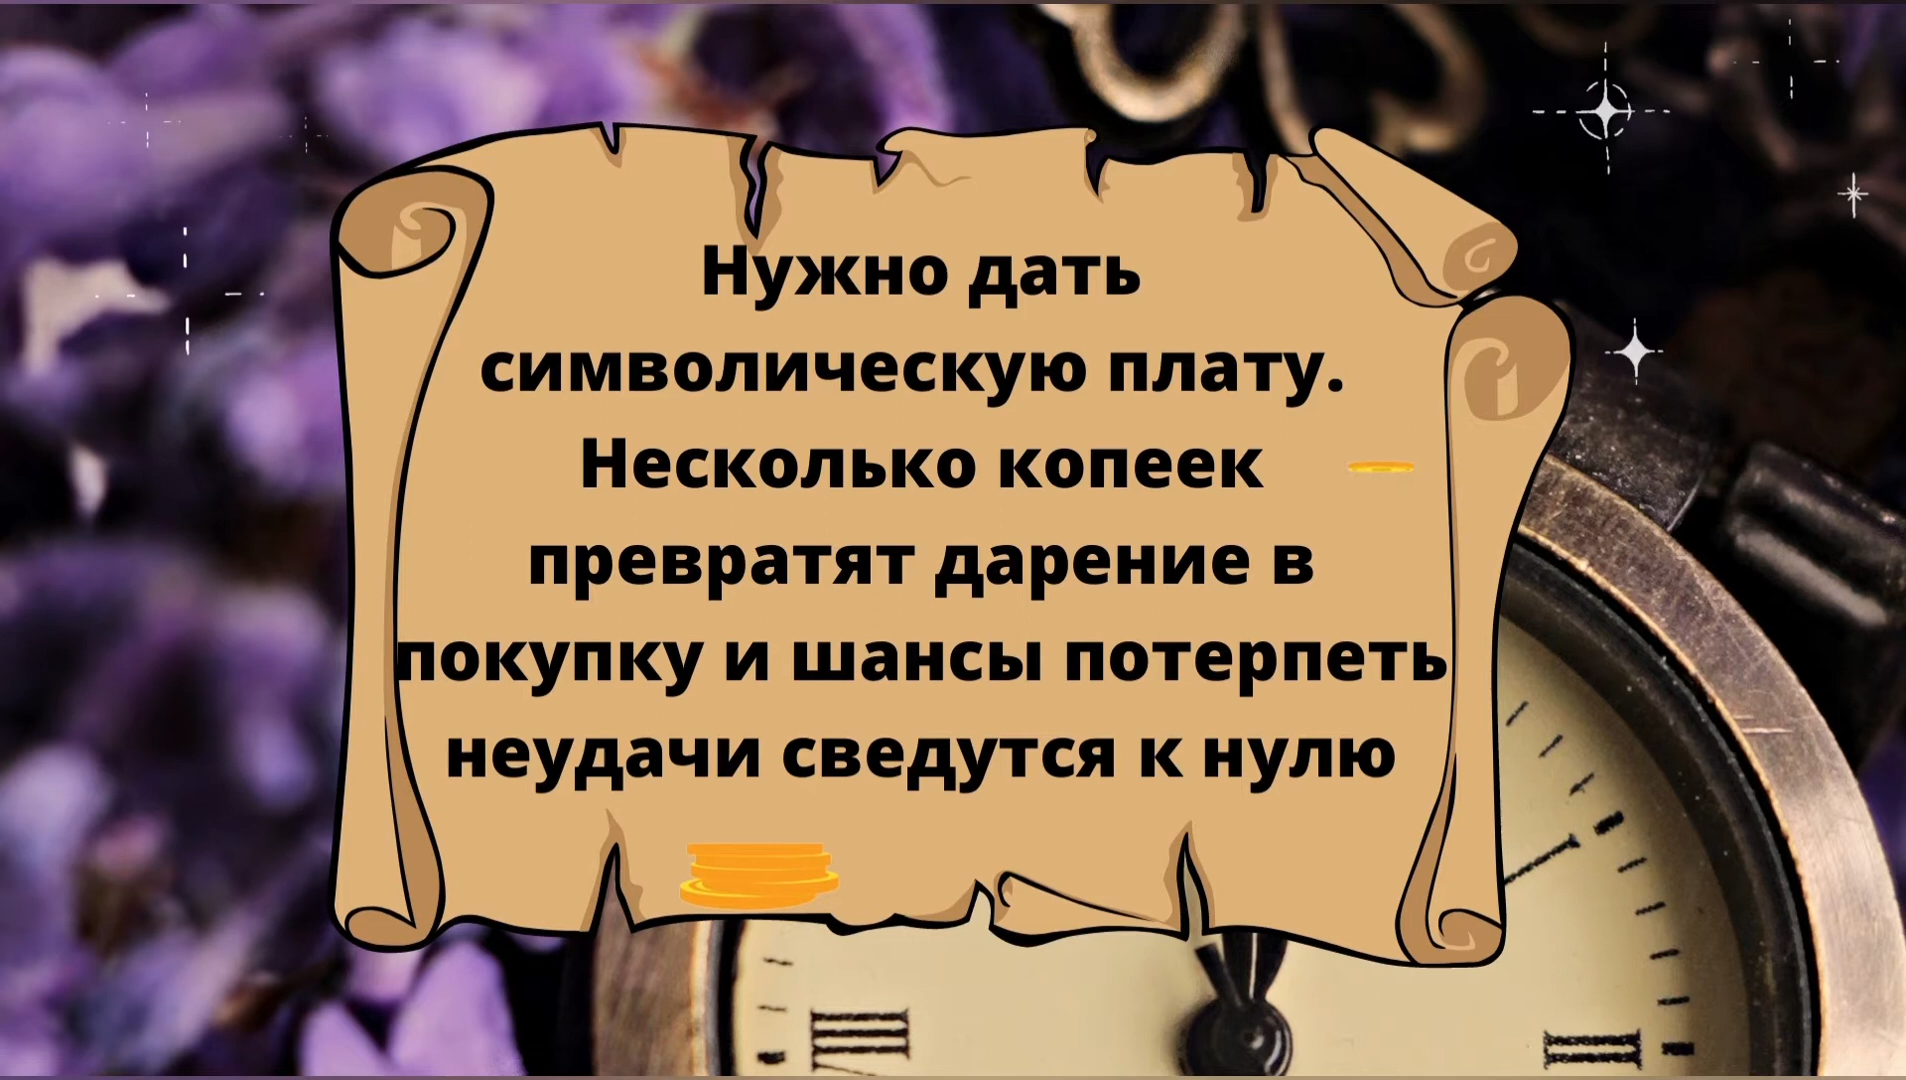 Нужно дать
символическую плату.
Несколько копеек
превратят дарение в
покупку и шансы потерпеть
неудачи сведутся к нулю